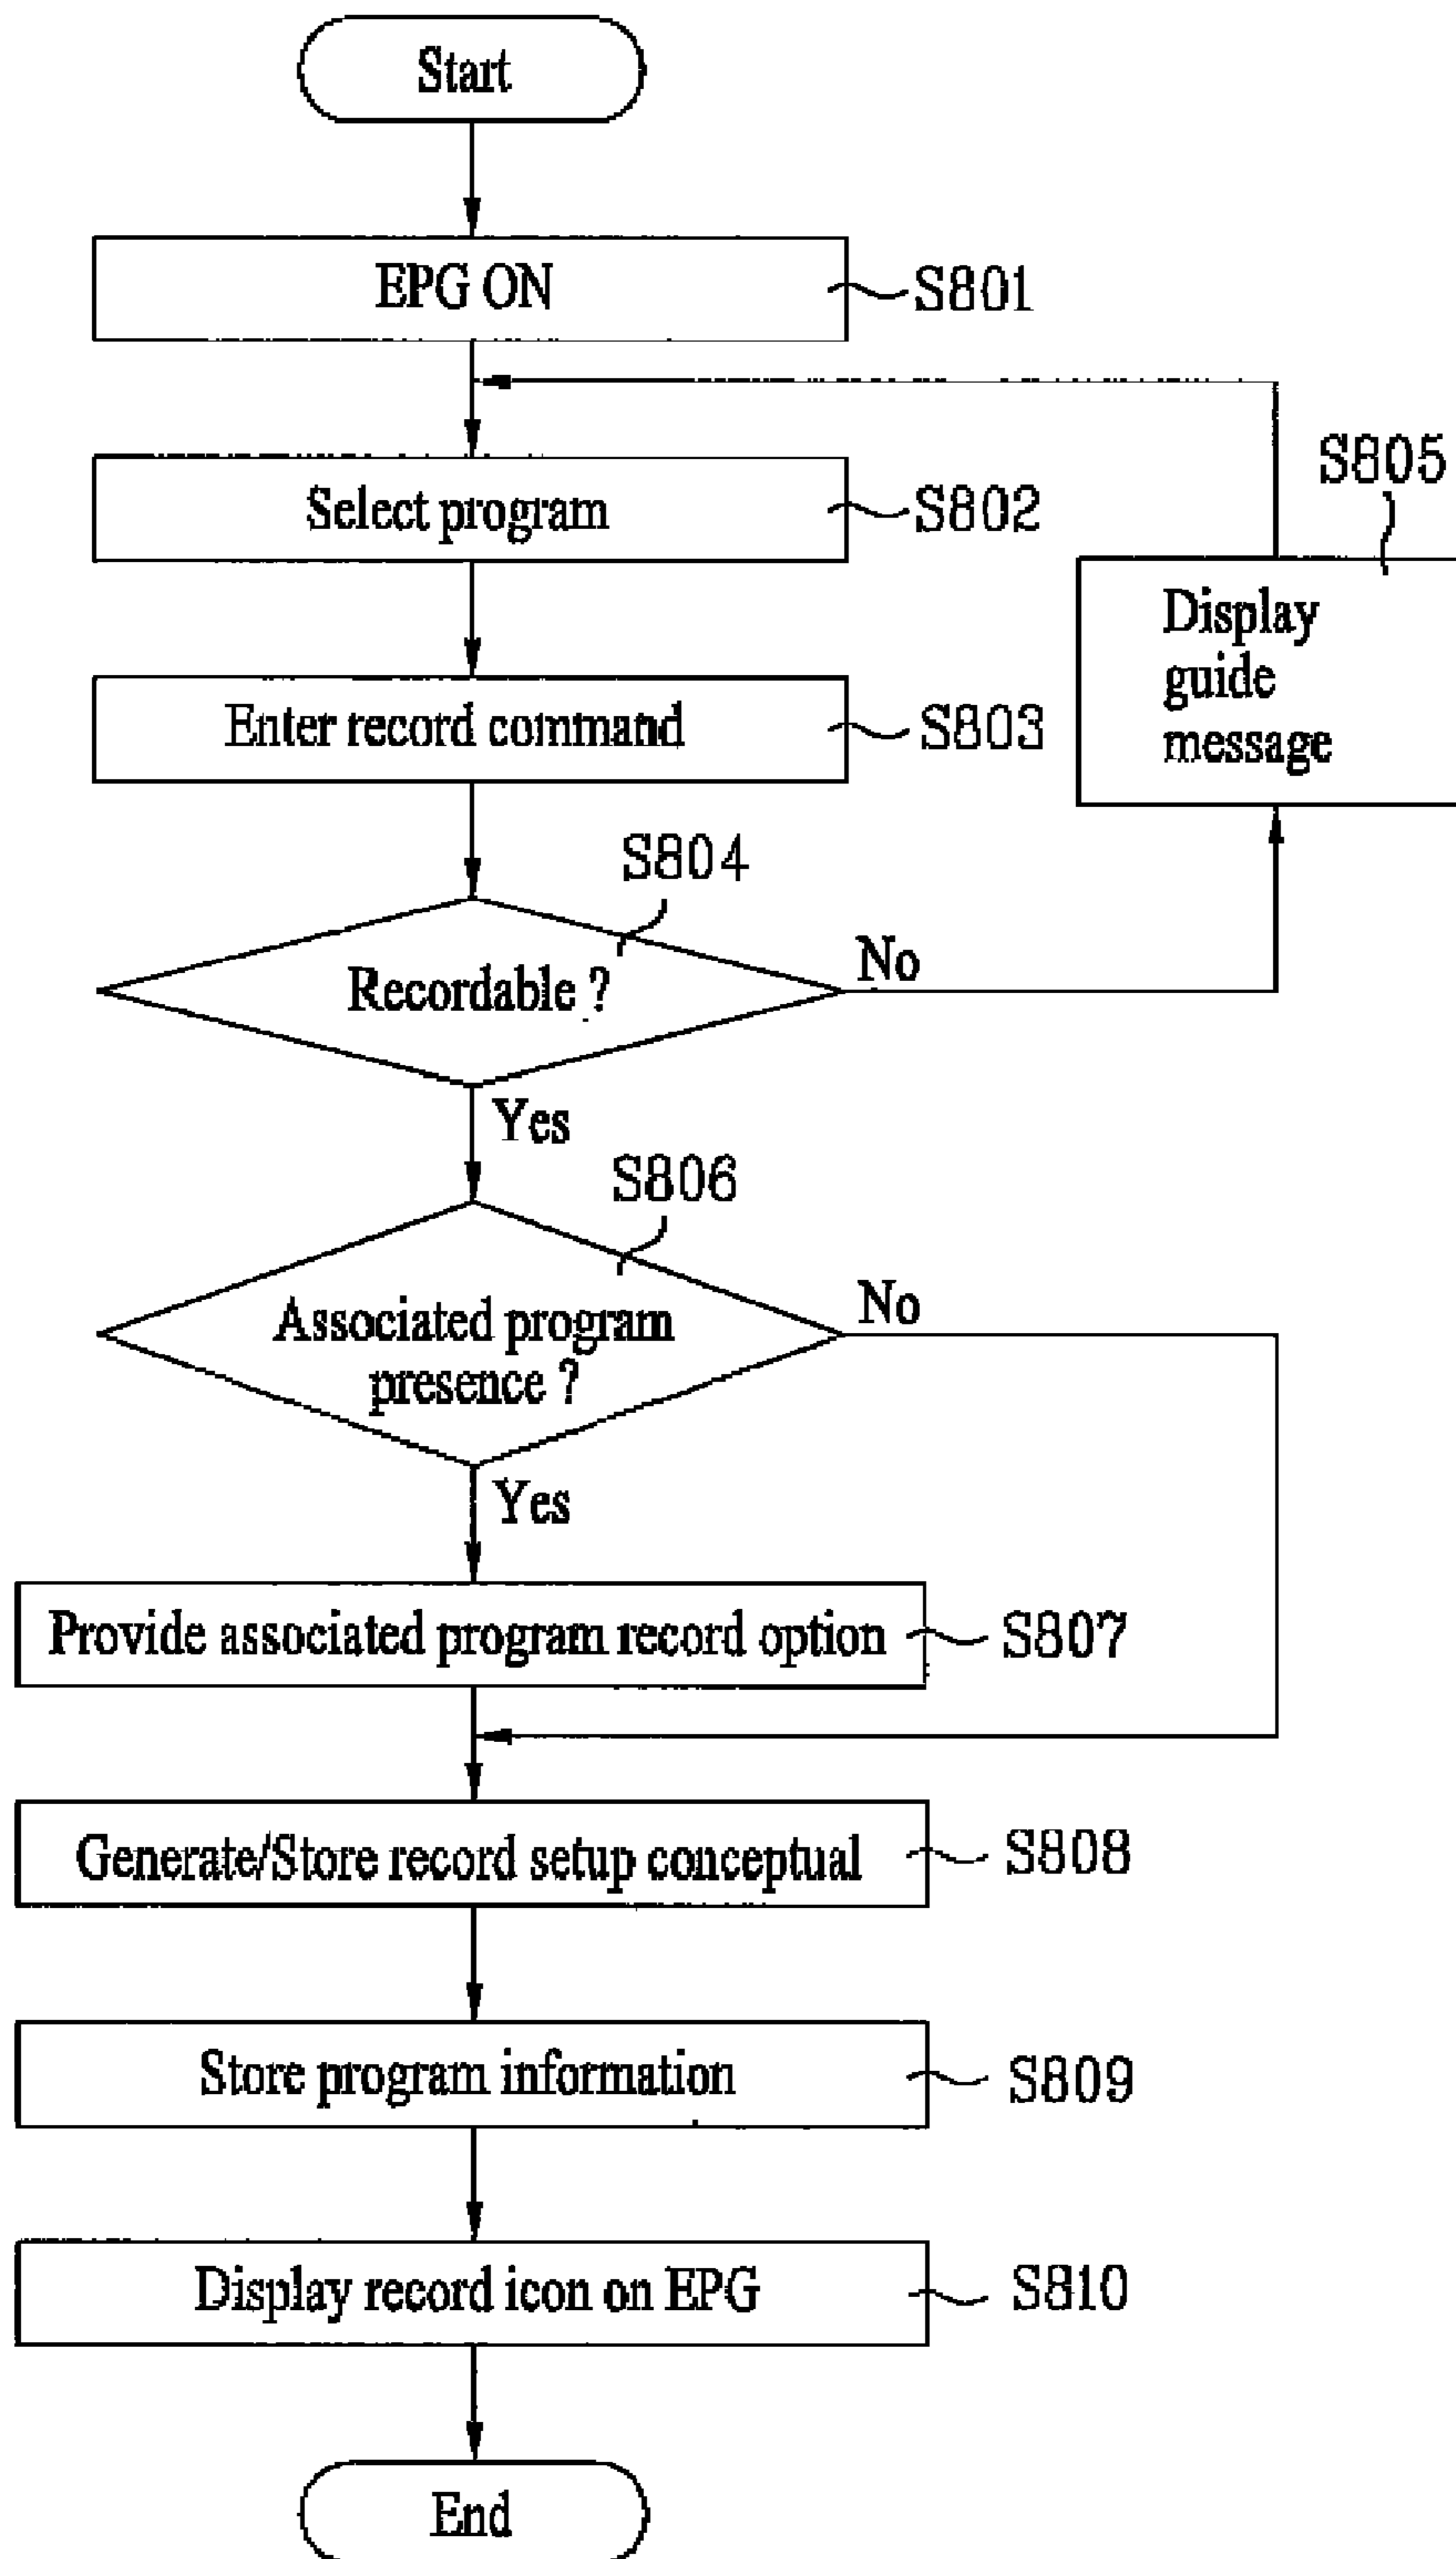 Start
EPG ON
S801
Select program
S802
S805
Display
guide
message
Enter record command
S803
S804
Recordable ?
No
Yes
S806
Associated program
presence ?
No
Yes
Provide associated program record option
S807
Generate/Store record setup conceptual
S808
Store program information
S809
Display record icon on EPG
S810
End